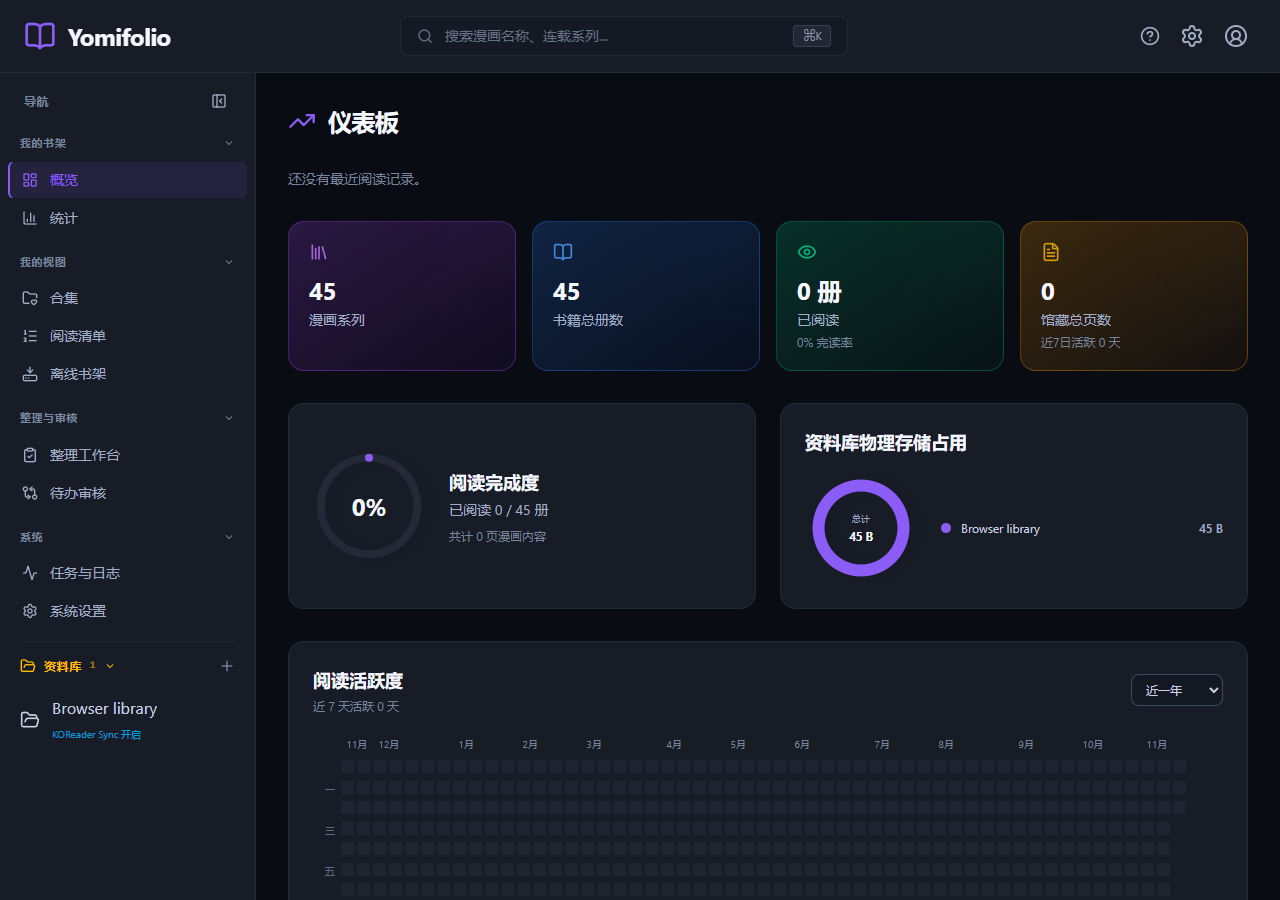 Yomifolio
搜索漫画名称、连载系列...
⌘K
导航
我的书架
概览
统计
我的视图
合集
阅读清单
离线书架
整理与审核
整理工作台
待办审核
系统
任务与日志
系统设置
资料库 1
Browser library
KOReader Sync 开启
仪表板
还没有最近阅读记录。
45
漫画系列
45
书籍总册数
0 册
已阅读
0% 完读率
0
馆藏总页数
近7日活跃 0 天
0%
阅读完成度
已阅读 0 / 45 册
共计 0 页漫画内容
资料库物理存储占用
总计
45 B
Browser library
45 B
阅读活跃度
近 7 天活跃 0 天
近一年
11月 12月 1月 2月 3月 4月 5月 6月 7月 8月 9月 10月 11月
一
三
五